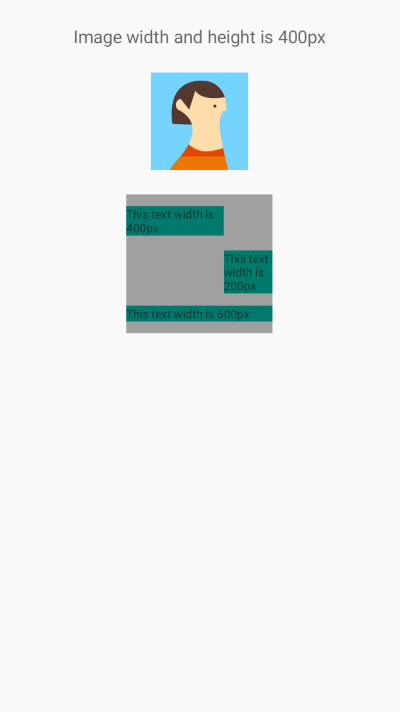 Image width and height is 400px
This text width is
400px
This text
width is
200px
This text width is 600px